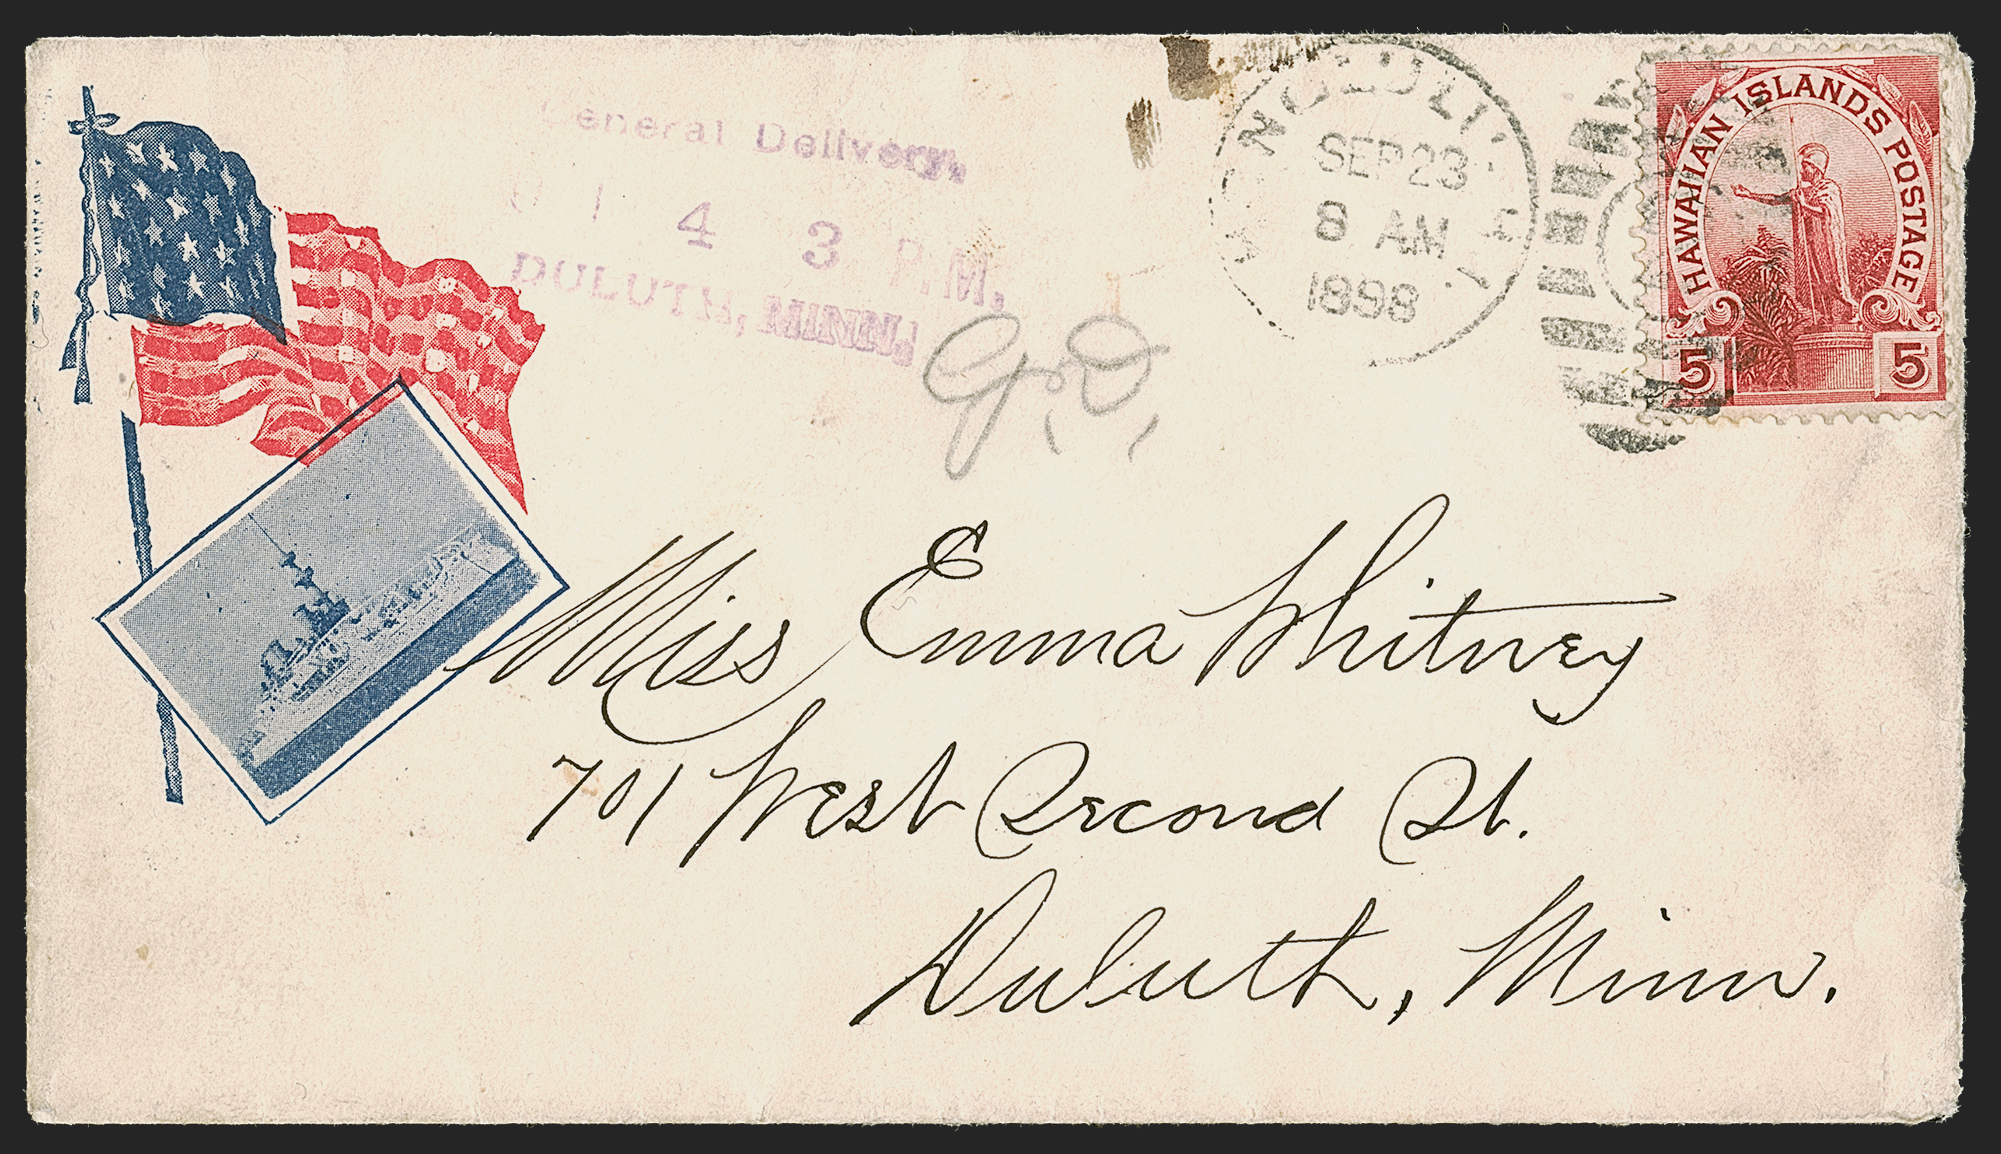 General Delivery.
4 3 P.M.
DULUTH, MINN.
G.D.
SEP 23
8 AM
1898
HAWAIIAN ISLANDS POSTAGE
5 5
Miss Emma Whitney
701 West Second St.
Duluth, Minn.